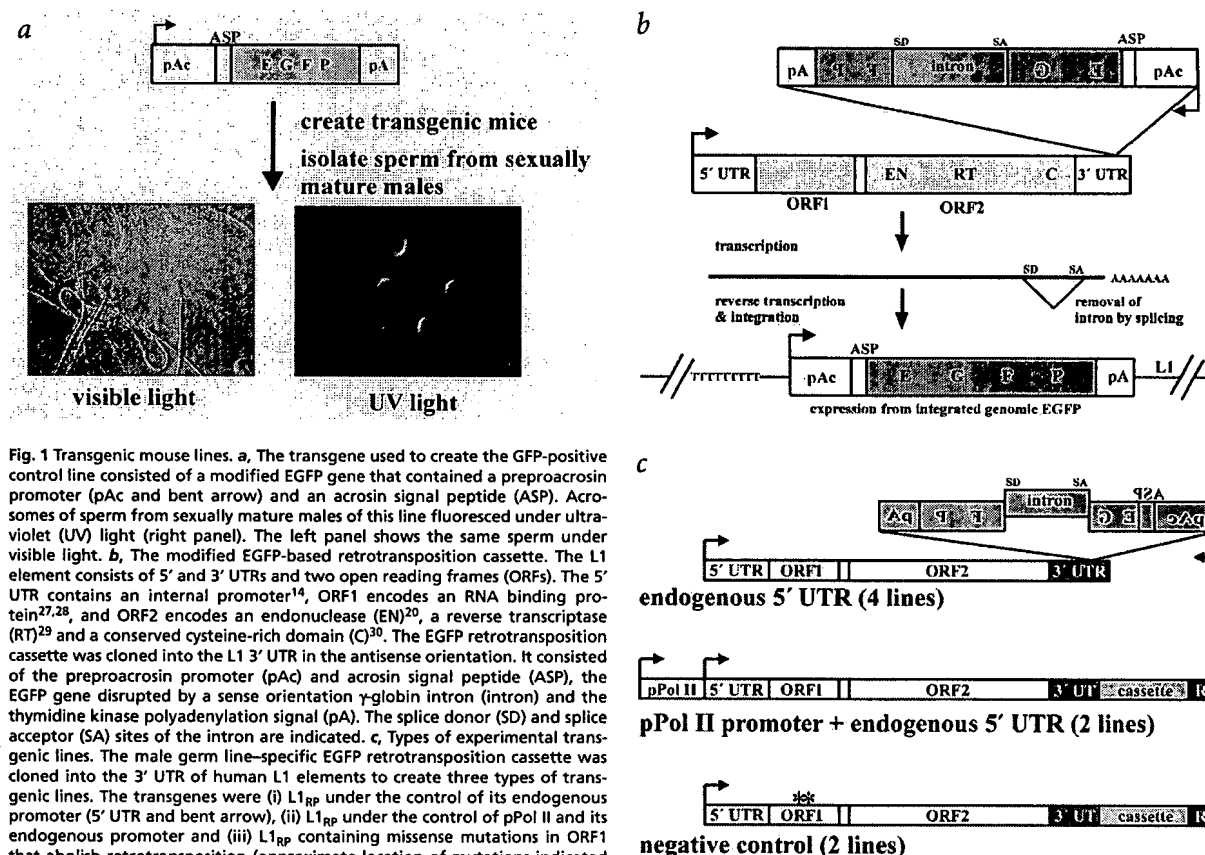 a
ASP
pAc
E G F P
pA
create transgenic mice
isolate sperm from sexually
mature males
visible light
UV light
Fig. 1 Transgenic mouse lines. a, The transgene used to create the GFP-positive
control line consisted of a modified EGFP gene that contained a preproacrosin
promoter (pAc and bent arrow) and an acrosin signal peptide (ASP). Acro-
somes of sperm from sexually mature males of this line fluoresced under ultra-
violet (UV) light (right panel). The left panel shows the same sperm under
visible light. b, The modified EGFP-based retrotransposition cassette. The L1
element consists of 5′ and 3′ UTRs and two open reading frames (ORFs). The 5′
UTR contains an internal promoter14, ORF1 encodes an RNA binding pro-
tein27,28, and ORF2 encodes an endonuclease (EN)20, a reverse transcriptase
(RT)29 and a conserved cysteine-rich domain (C)30. The EGFP retrotransposition
cassette was cloned into the L1 3′ UTR in the antisense orientation. It consisted
of the preproacrosin promoter (pAc) and acrosin signal peptide (ASP), the
EGFP gene disrupted by a sense orientation γ-globin intron (intron) and the
thymidine kinase polyadenylation signal (pA). The splice donor (SD) and splice
acceptor (SA) sites of the intron are indicated. c, Types of experimental trans-
genic lines. The male germ line–specific EGFP retrotransposition cassette was
cloned into the 3′ UTR of human L1 elements to create three types of trans-
genic lines. The transgenes were (i) L1RP under the control of its endogenous
promoter (5′ UTR and bent arrow), (ii) L1RP under the control of pPol II and its
endogenous promoter and (iii) L1RP containing missense mutations in ORF1
that abolish retrotransposition (approximate location of mutations indicated
b
SD SA ASP
pA P F intron G E pAc
5′ UTR EN RT C 3′ UTR
ORF1 ORF2
transcription
SD SA
AAAAAAA
reverse transcription
& integration
removal of
intron by splicing
ASP
TTTTTTTT pAc E G F P pA L1
expression from integrated genomic EGFP
c
SD SA ASP
pA P F intron G E pAc
5′ UTR ORF1 ORF2 3′ UTR
endogenous 5′ UTR (4 lines)
pPol II 5′ UTR ORF1 ORF2 3′ UT cassette R
pPol II promoter + endogenous 5′ UTR (2 lines)
**
5′ UTR ORF1 ORF2 3′ UT cassette R
negative control (2 lines)